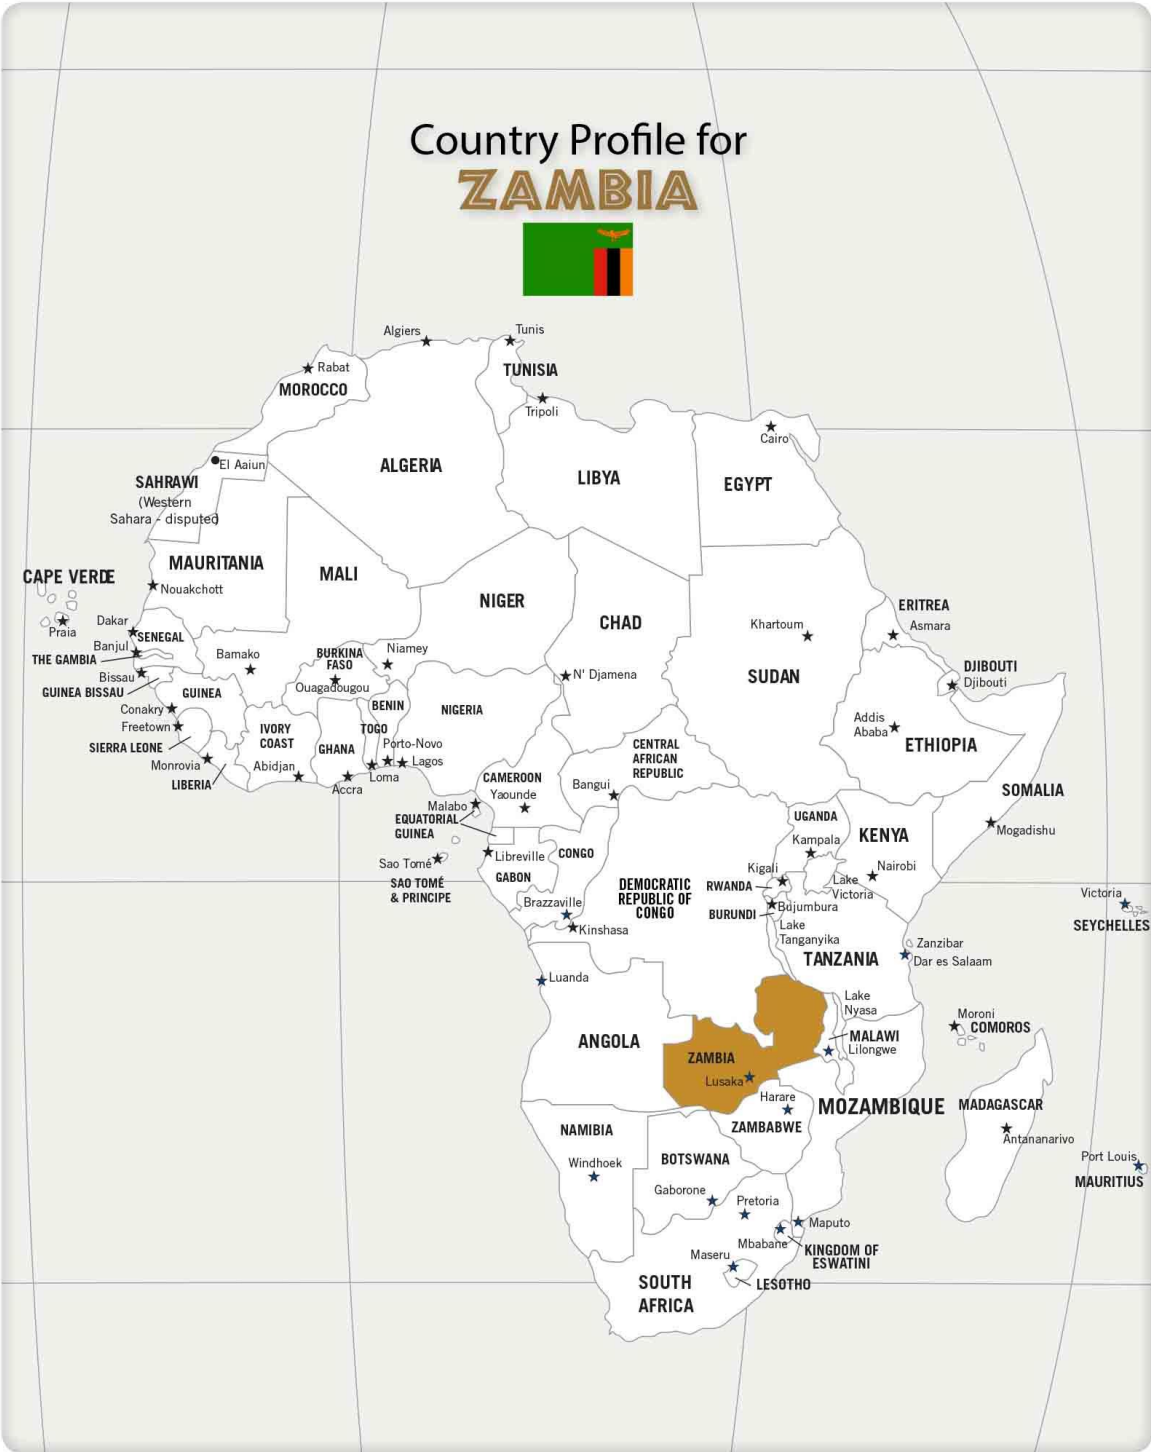 Country Profile for
ZAMBIA
Algiers
Tunis
Rabat
TUNISIA
MOROCCO
Tripoli
Cairo
El Aaiun
ALGERIA
LIBYA
EGYPT
SAHRAWI
(Western
Sahara - disputed)
MAURITANIA
MALI
CAPE VERDE
Nouakchott
NIGER
CHAD
ERITREA
Asmara
Khartoum
Praia
Dakar
SENEGAL
Banjul
THE GAMBIA
Bamako
BURKINA
FASO
Niamey
DJIBOUTI
Djibouti
Bissau
N' Djamena
SUDAN
GUINEA BISSAU
GUINEA
Ouagadougou
BENIN
NIGERIA
Conakry
Freetown
IVORY
COAST
TOGO
Addis
Ababa
ETHIOPIA
SIERRA LEONE
GHANA
Porto-Novo
CENTRAL
AFRICAN
REPUBLIC
Monrovia
Abidjan
Lagos
LIBERIA
Loma
Accra
CAMEROON
Yaounde
Bangui
SOMALIA
Malabo
EQUATORIAL
GUINEA
UGANDA
KENYA
Mogadishu
Kampala
Sao Tomé
Libreville
CONGO
Kigali
Nairobi
GABON
SAO TOMÉ
& PRINCIPE
DEMOCRATIC
REPUBLIC OF
CONGO
RWANDA
Lake
Victoria
Victoria
Brazzaville
BURUNDI
Bujumbura
SEYCHELLES
Kinshasa
Lake
Tanganyika
Zanzibar
TANZANIA
Dar es Salaam
Luanda
Lake
Nyasa
Moroni
COMOROS
ANGOLA
MALAWI
Lilongwe
ZAMBIA
Lusaka
Harare
MOZAMBIQUE
MADAGASCAR
NAMIBIA
ZAMBABWE
Antananarivo
Windhoek
BOTSWANA
Port Louis
MAURITIUS
Gaborone
Pretoria
Maputo
Mbabane
KINGDOM OF
ESWATINI
Maseru
SOUTH
AFRICA
LESOTHO